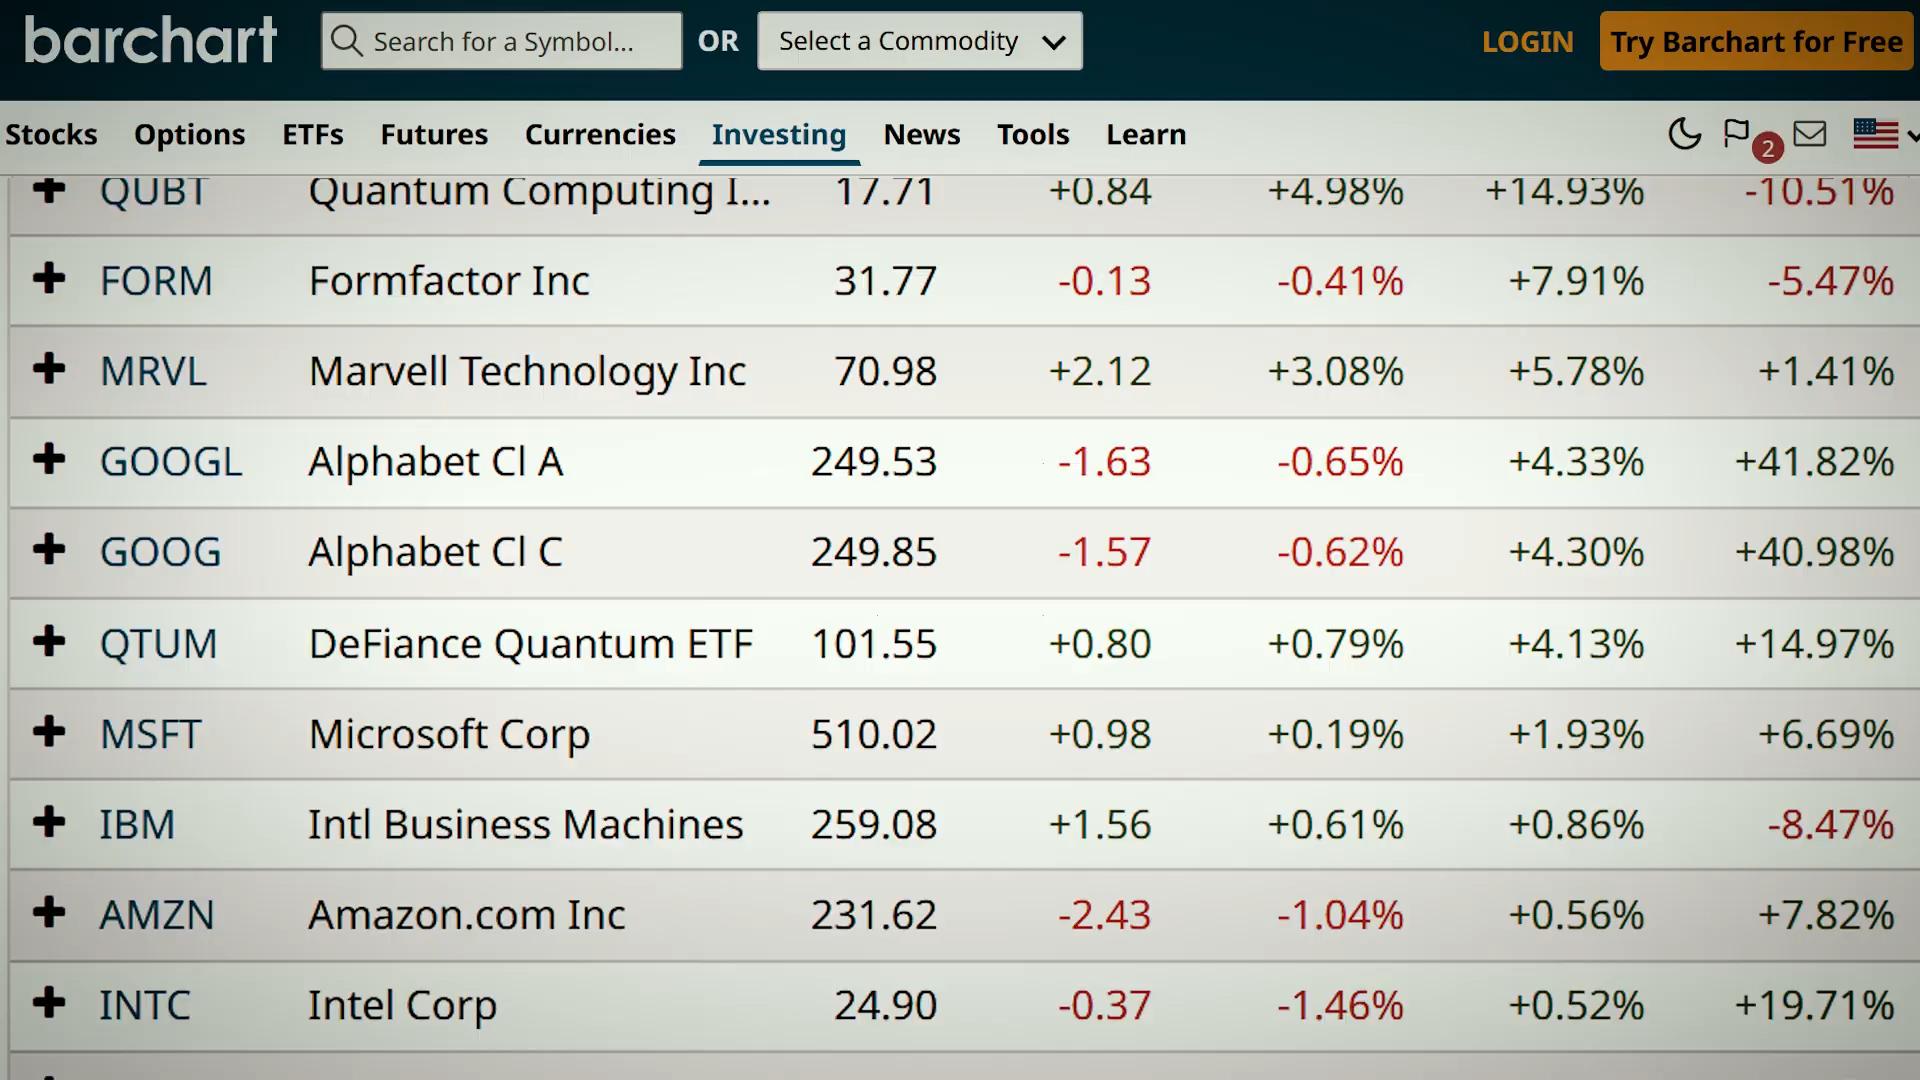 barchart Search for a Symbol... OR Select a Commodity LOGIN Try Barchart for Free
Stocks Options ETFs Futures Currencies Investing News Tools Learn 2
QUBT Quantum Computing I... 17.71 +0.84 +4.98% +14.93% -10.51%
FORM Formfactor Inc 31.77 -0.13 -0.41% +7.91% -5.47%
MRVL Marvell Technology Inc 70.98 +2.12 +3.08% +5.78% +1.41%
GOOGL Alphabet Cl A 249.53 -1.63 -0.65% +4.33% +41.82%
GOOG Alphabet Cl C 249.85 -1.57 -0.62% +4.30% +40.98%
QTUM DeFiance Quantum ETF 101.55 +0.80 +0.79% +4.13% +14.97%
MSFT Microsoft Corp 510.02 +0.98 +0.19% +1.93% +6.69%
IBM Intl Business Machines 259.08 +1.56 +0.61% +0.86% -8.47%
AMZN Amazon.com Inc 231.62 -2.43 -1.04% +0.56% +7.82%
INTC Intel Corp 24.90 -0.37 -1.46% +0.52% +19.71%